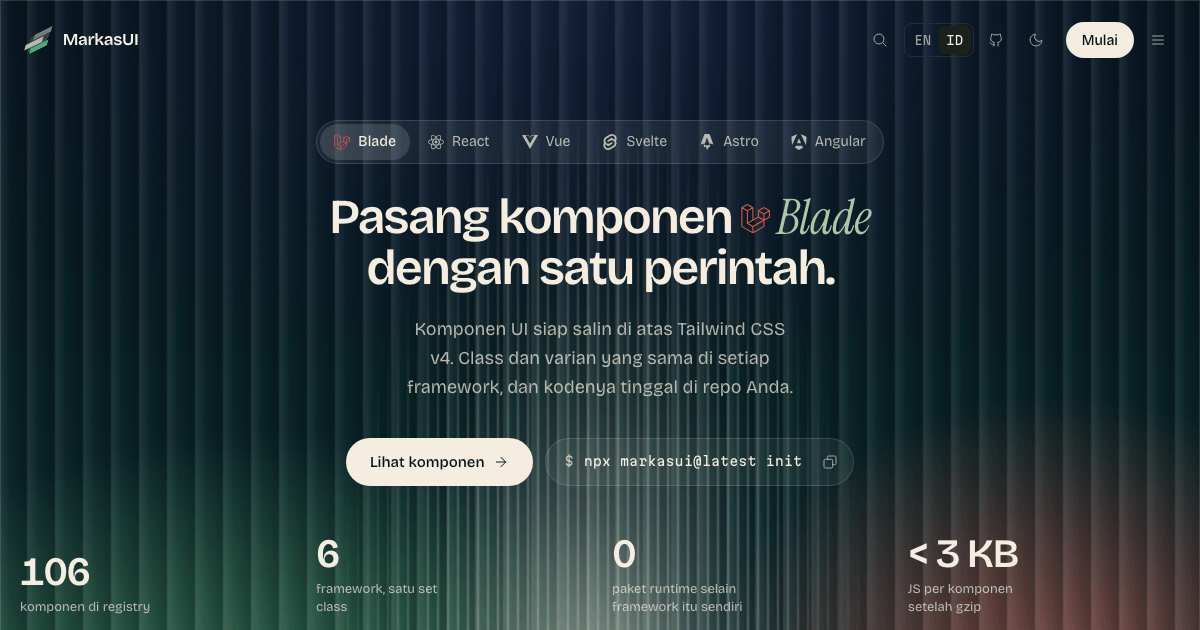 MarkasUI
EN ID
Mulai
Blade React Vue Svelte Astro Angular
Pasang komponen Blade
dengan satu perintah.
Komponen UI siap salin di atas Tailwind CSS
v4. Class dan varian yang sama di setiap
framework, dan kodenya tinggal di repo Anda.
Lihat komponen →
$ npx markasui@latest init
106
komponen di registry
6
framework, satu set
class
0
paket runtime selain
framework itu sendiri
< 3 KB
JS per komponen
setelah gzip